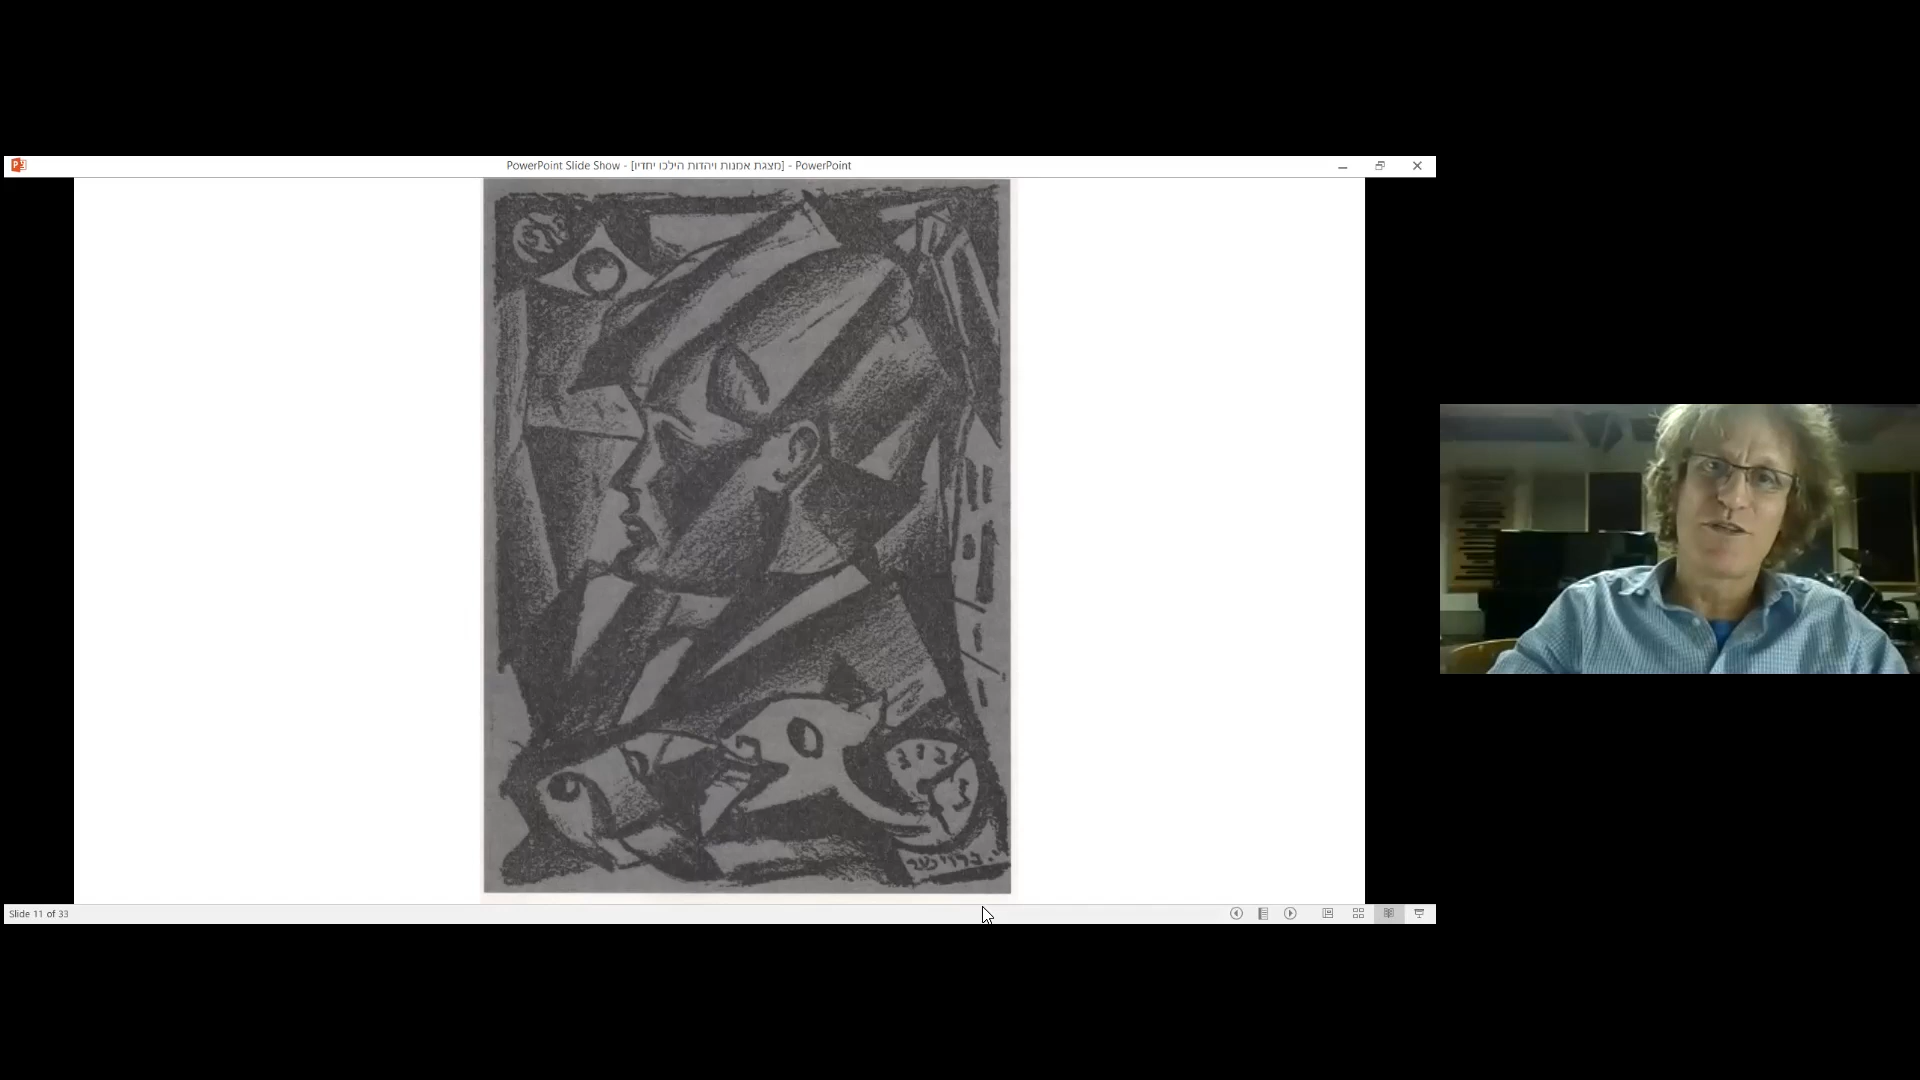 PowerPoint Slide Show - [מצגת אמנות ויהדות הילכו יחדיו] - PowerPoint
י. ברוינער
Slide 11 of 33